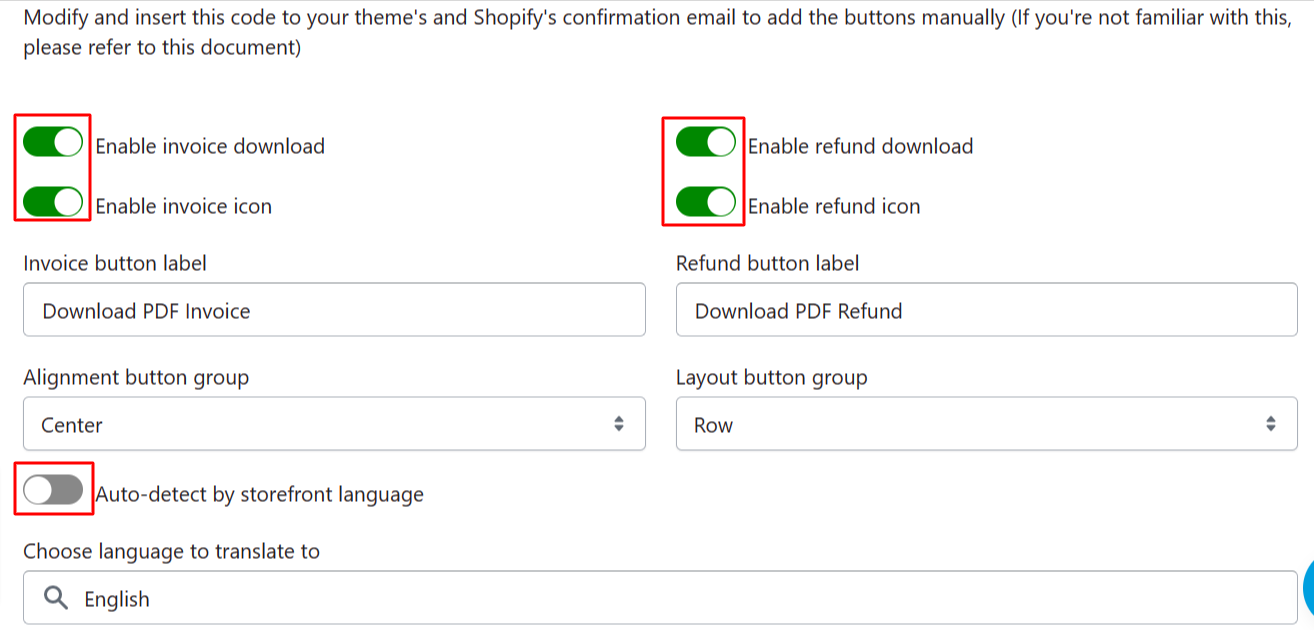 Modify and insert this code to your theme's and Shopify's confirmation email to add the buttons manually (If you're not familiar with this,
please refer to this document)
Enable invoice download
Enable refund download
Enable invoice icon
Enable refund icon
Invoice button label
Refund button label
Download PDF Invoice
Download PDF Refund
Alignment button group
Layout button group
Center
Row
Auto-detect by storefront language
Choose language to translate to
English